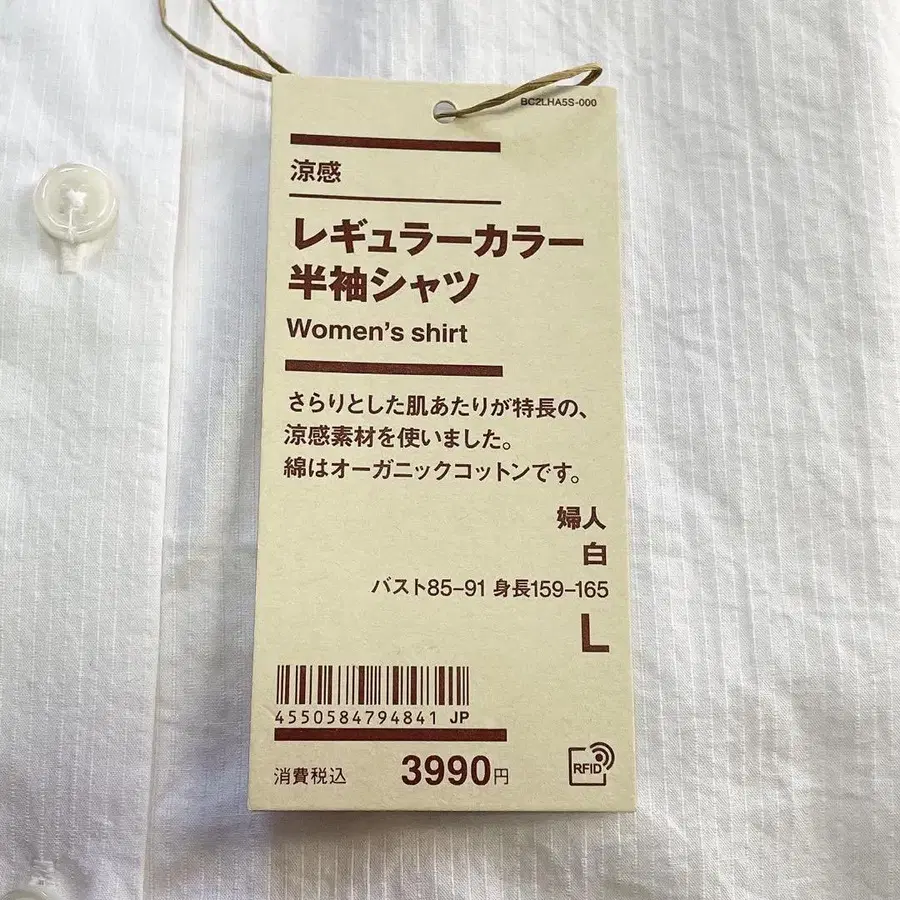 BC2LHA5S-000
涼感
レギュラーカラー
半袖シャツ
Women's shirt
さらりとした肌あたりが特長の、
涼感素材を使いました。
綿はオーガニックコットンです。
婦人
白
バスト85–91 身長159–165
L
4550584794841 JP
消費税込 3990円
RFID